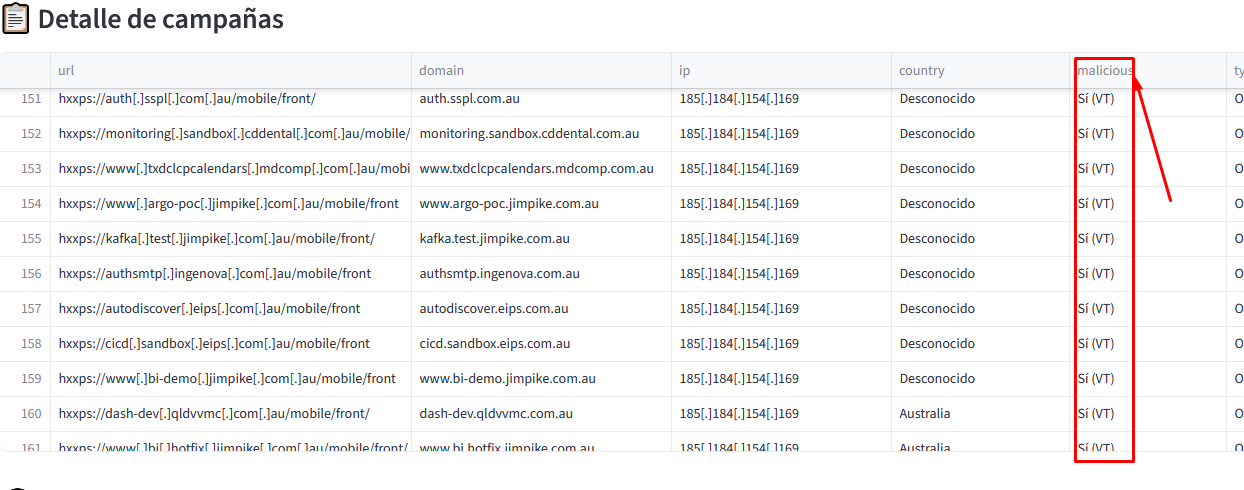 Detalle de campañas
url domain ip country malicious ty
151 hxxps://auth[.]sspl[.]com[.]au/mobile/front/ auth.sspl.com.au 185[.]184[.]154[.]169 Desconocido Sí (VT) O
152 hxxps://monitoring[.]sandbox[.]cddental[.]com[.]au/mobile/ monitoring.sandbox.cddental.com.au 185[.]184[.]154[.]169 Desconocido Sí (VT) O
153 hxxps://www[.]txdclcpcalendars[.]mdcomp[.]com[.]au/mobi www.txdclcpcalendars.mdcomp.com.au 185[.]184[.]154[.]169 Desconocido Sí (VT) O
154 hxxps://www[.]argo-poc[.]jimpike[.]com[.]au/mobile/front www.argo-poc.jimpike.com.au 185[.]184[.]154[.]169 Desconocido Sí (VT) O
155 hxxps://kafka[.]test[.]jimpike[.]com[.]au/mobile/front/ kafka.test.jimpike.com.au 185[.]184[.]154[.]169 Desconocido Sí (VT) O
156 hxxps://authsmtp[.]ingenova[.]com[.]au/mobile/front authsmtp.ingenova.com.au 185[.]184[.]154[.]169 Desconocido Sí (VT) O
157 hxxps://autodiscover[.]eips[.]com[.]au/mobile/front autodiscover.eips.com.au 185[.]184[.]154[.]169 Desconocido Sí (VT) O
158 hxxps://cicd[.]sandbox[.]eips[.]com[.]au/mobile/front cicd.sandbox.eips.com.au 185[.]184[.]154[.]169 Desconocido Sí (VT) O
159 hxxps://www[.]bi-demo[.]jimpike[.]com[.]au/mobile/front www.bi-demo.jimpike.com.au 185[.]184[.]154[.]169 Desconocido Sí (VT) O
160 hxxps://dash-dev[.]qldvvmc[.]com[.]au/mobile/front/ dash-dev.qldvvmc.com.au 185[.]184[.]154[.]169 Australia Sí (VT) O
161 hxxps://www[.]bi[.]hotfix[.]jimpike[.]com[.]au/mobile/front/ www.bi.hotfix.jimpike.com.au 185[.]184[.]154[.]169 Australia Sí (VT) O